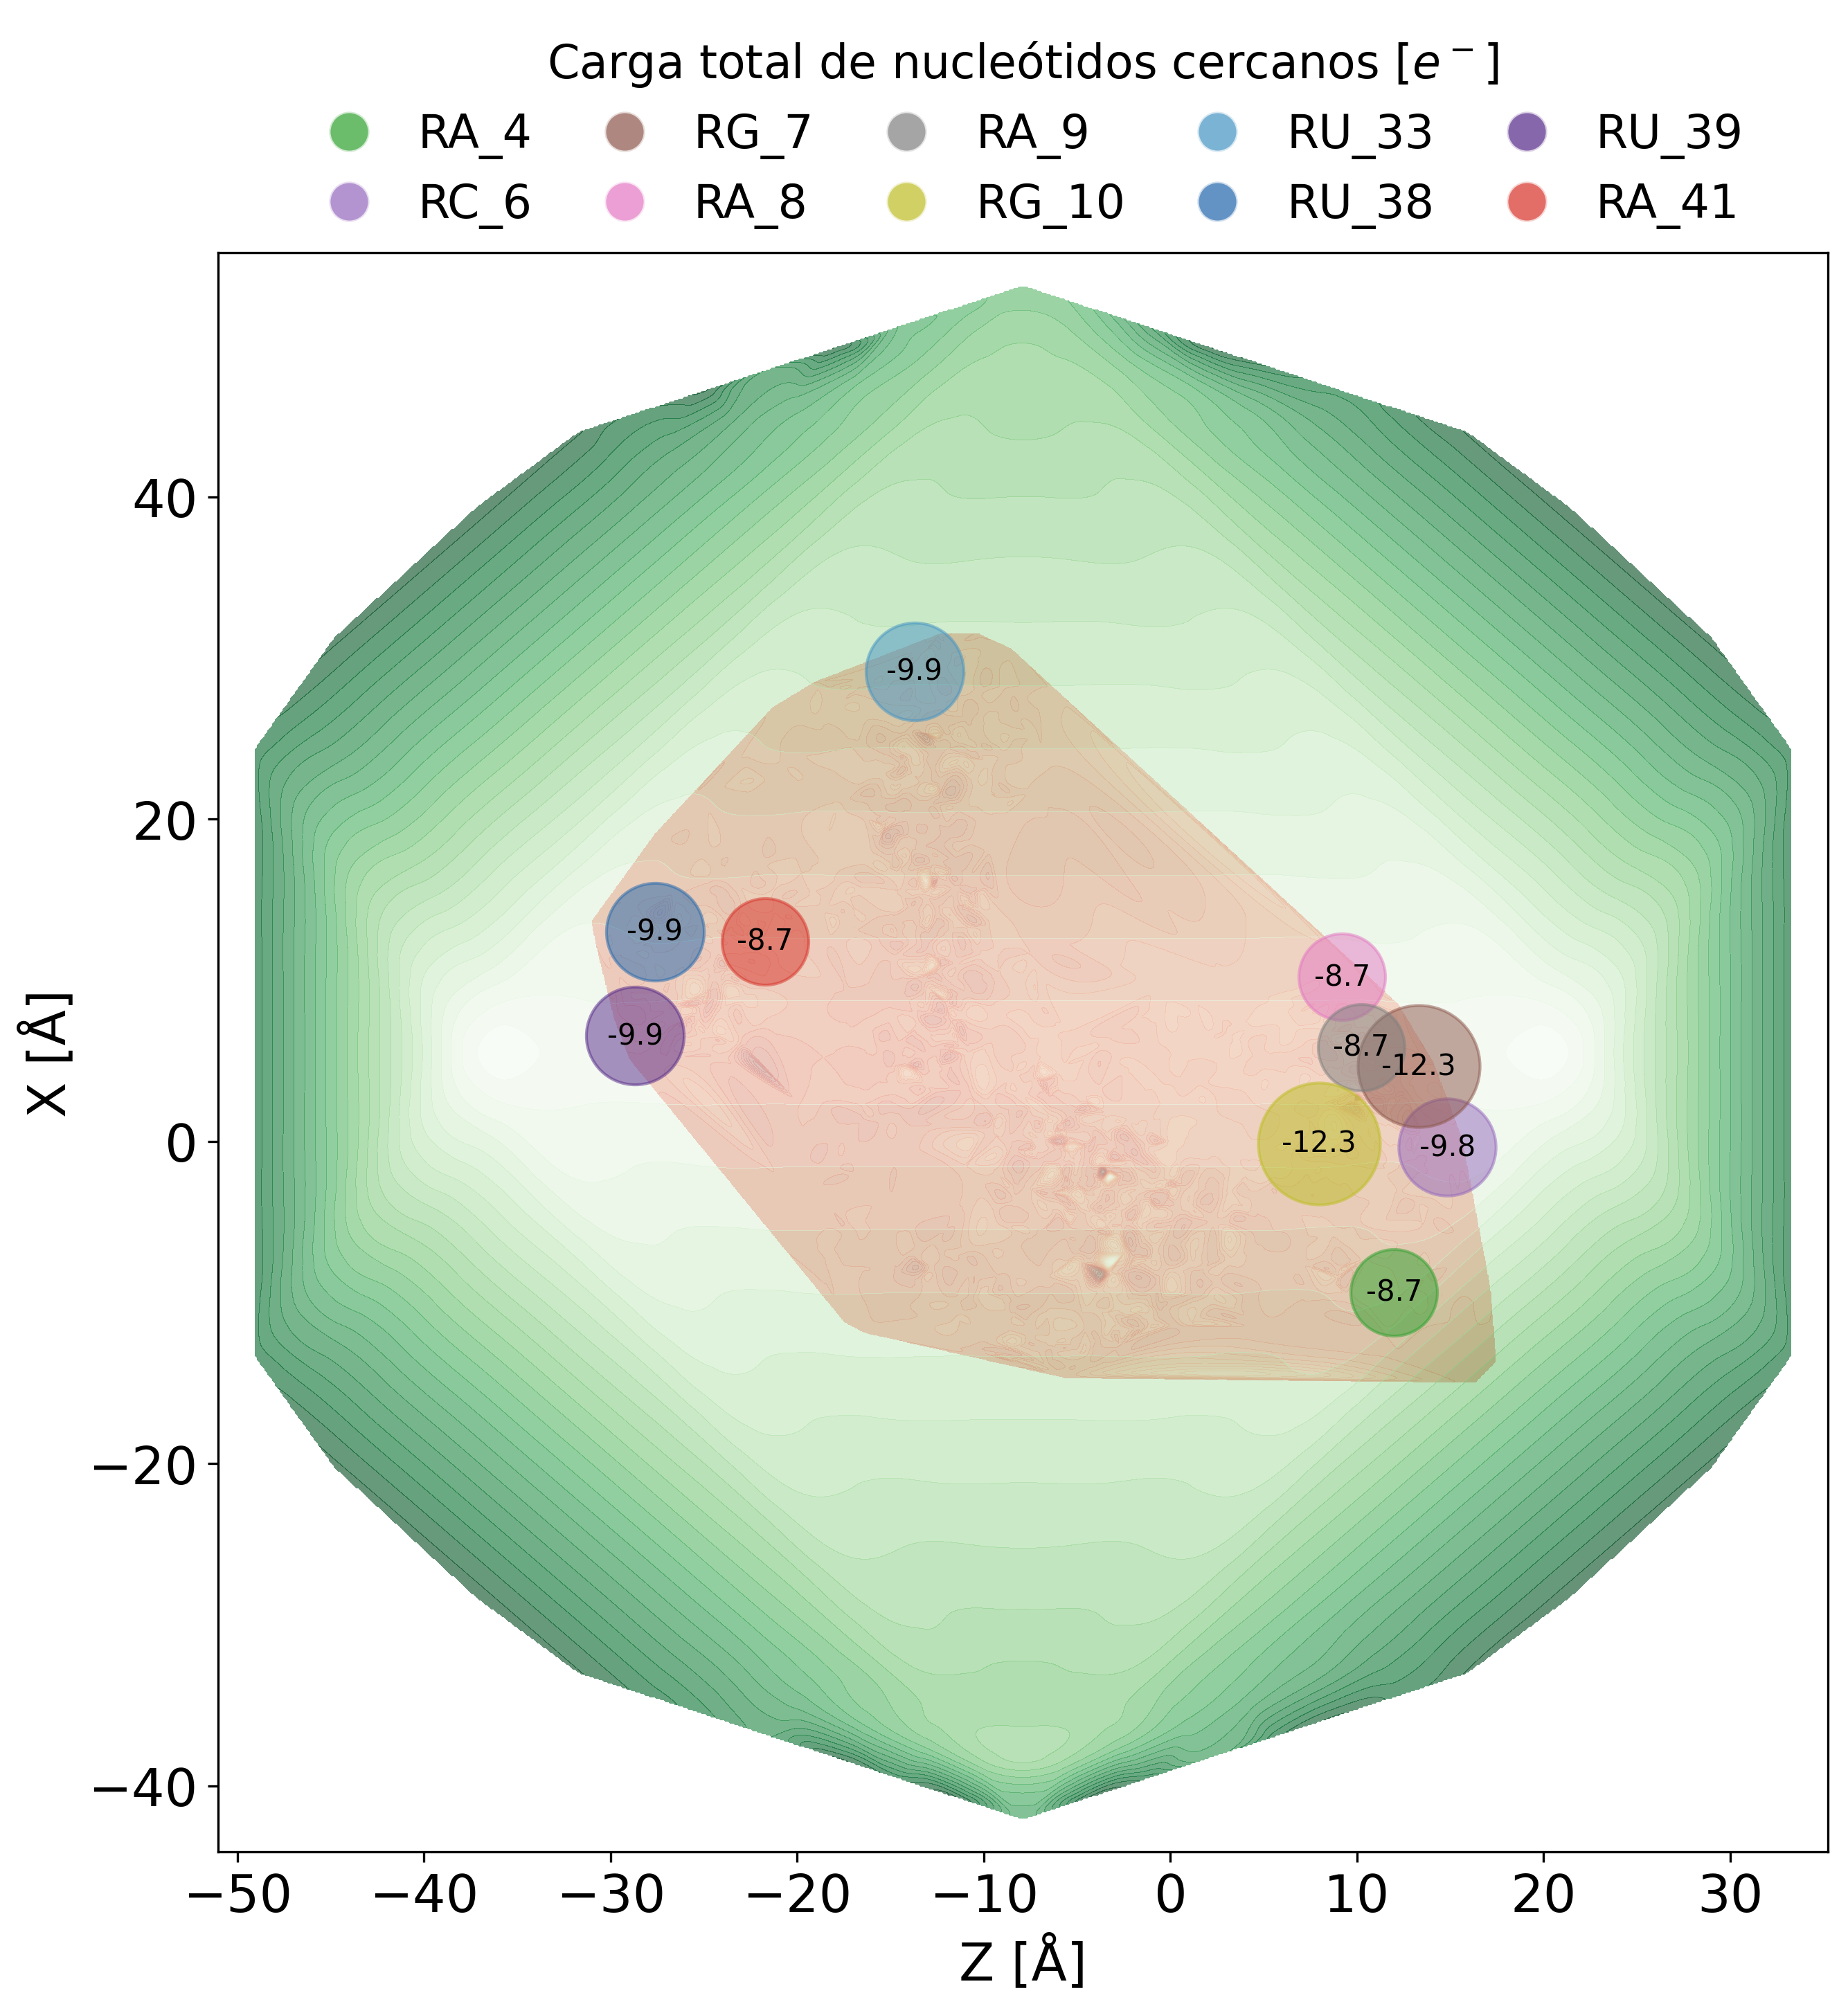 Carga total de nucleótidos cercanos [e⁻]
RA_4 RG_7 RA_9 RU_33 RU_39
RC_6 RA_8 RG_10 RU_38 RA_41
40
20
0
−20
−40
X [Å]
-9.9
-9.9
-8.7
-9.9
-8.7
-8.7
-12.3
-12.3
-9.8
-8.7
−50 −40 −30 −20 −10 0 10 20 30
Z [Å]